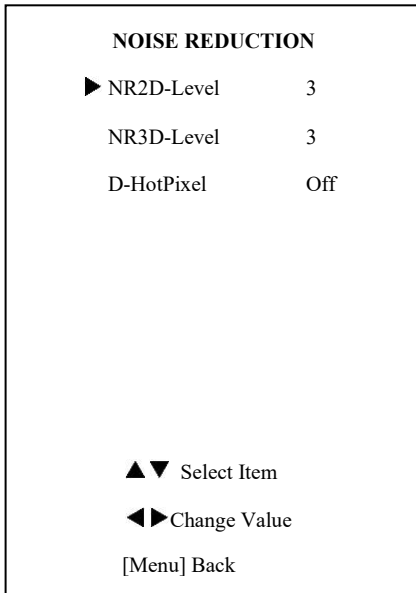 NOISE REDUCTION
▶ NR2D-Level 3
NR3D-Level 3
D-HotPixel Off
▲▼ Select Item
◀▶Change Value
[Menu] Back